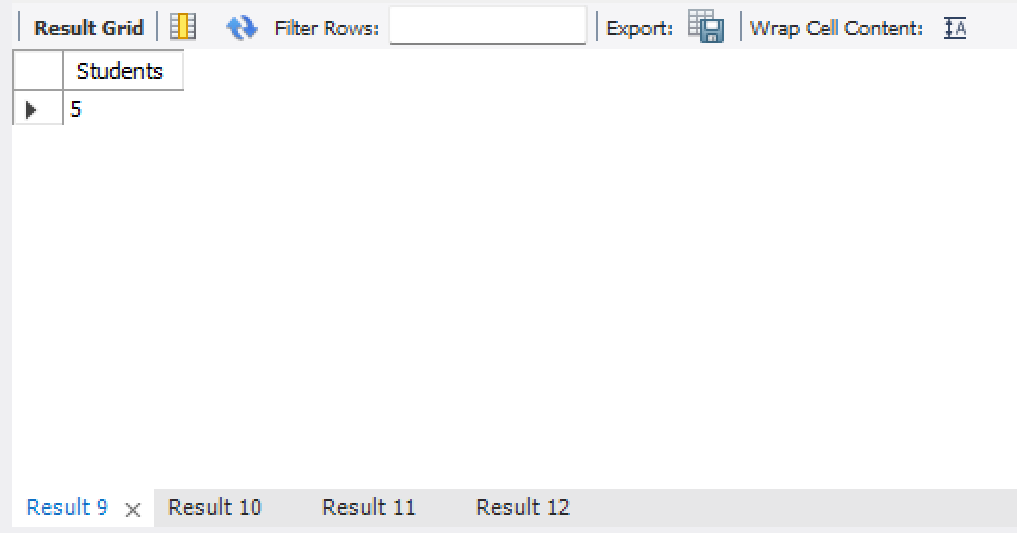 Result Grid Filter Rows: Export: Wrap Cell Content: A
Students
5
Result 9 × Result 10 Result 11 Result 12